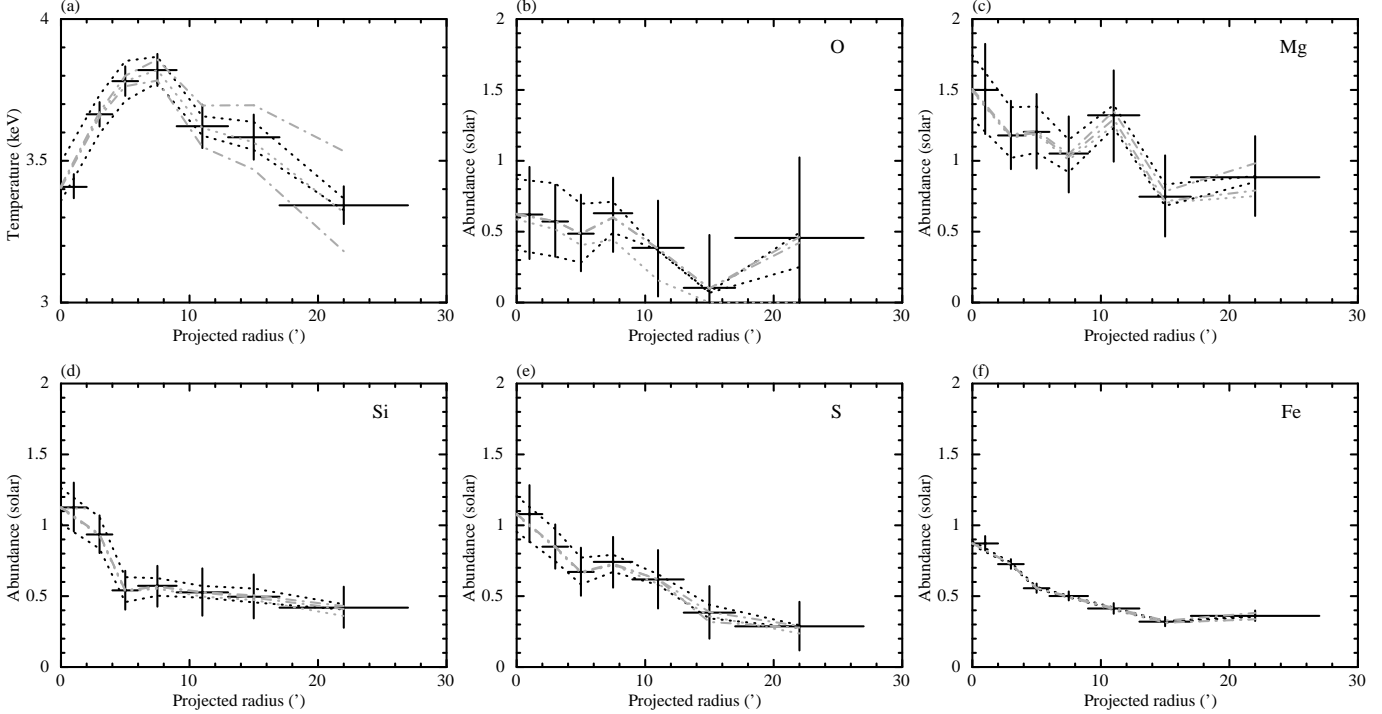 (a)
4
3.5
3
Temperature (keV)
0 10 20 30
Projected radius (’)
(b)
O
2
1.5
1
0.5
0
Abundance (solar)
0 10 20 30
Projected radius (’)
(c)
Mg
2
1.5
1
0.5
0
Abundance (solar)
0 10 20 30
Projected radius (’)
(d)
Si
2
1.5
1
0.5
0
Abundance (solar)
0 10 20 30
Projected radius (’)
(e)
S
2
1.5
1
0.5
0
Abundance (solar)
0 10 20 30
Projected radius (’)
(f)
Fe
2
1.5
1
0.5
0
Abundance (solar)
0 10 20 30
Projected radius (’)